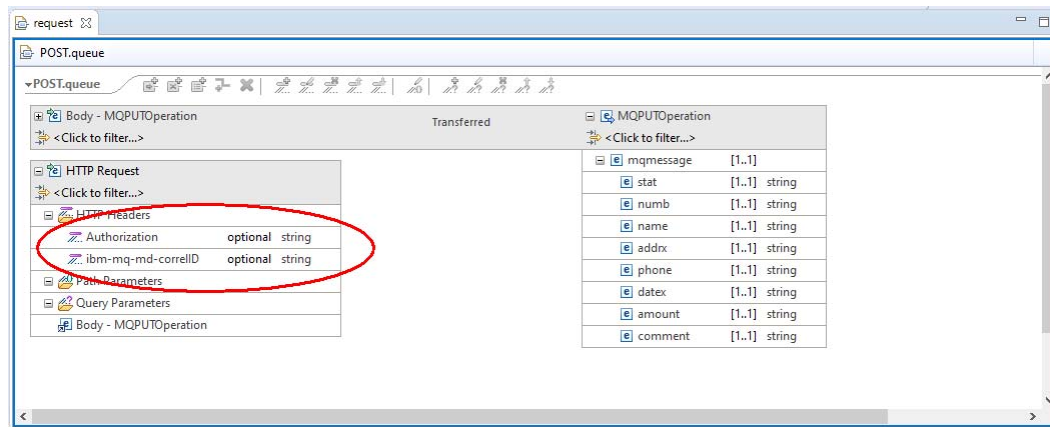 request
POST.queue
POST.queue
Body - MQPUTOperation
<Click to filter...>
Transferred
MQPUTOperation
<Click to filter...>
HTTP Request
<Click to filter...>
HTTP Headers
Authorization optional string
ibm-mq-md-correlID optional string
Path Parameters
Query Parameters
Body - MQPUTOperation
mqmessage [1..1]
stat [1..1] string
numb [1..1] string
name [1..1] string
addrx [1..1] string
phone [1..1] string
datex [1..1] string
amount [1..1] string
comment [1..1] string